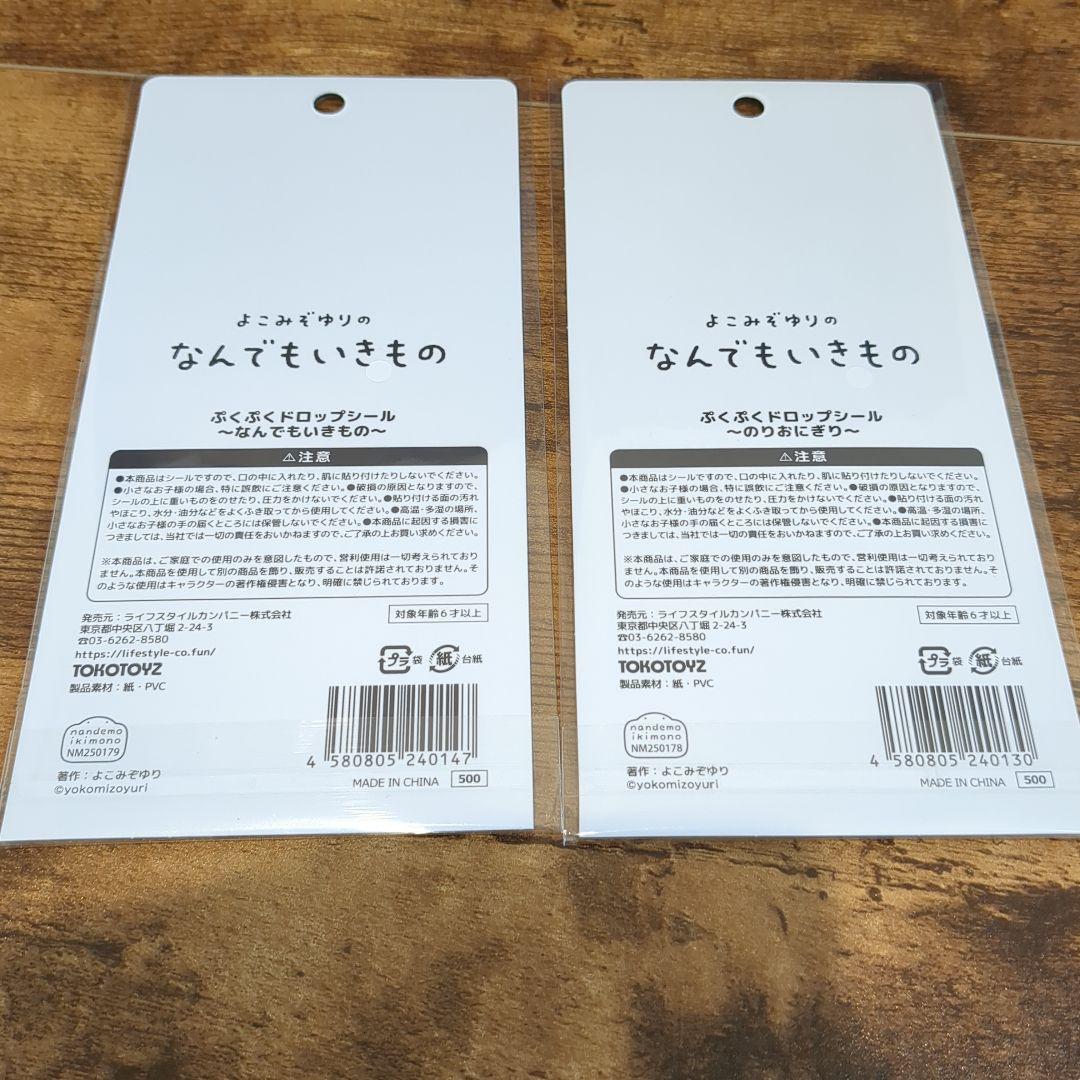 よこみぞゆりの
なんでもいきもの
ぷくぷくドロップシール
～なんでもいきもの～
⚠注意
●本商品はシールですので、口の中に入れたり、肌に貼り付けたりしないでください。
●小さなお子様の場合、特に誤飲にご注意ください。●破損の原因となりますので、
シールの上に重いものをのせたり、圧力をかけないでください。●貼り付ける面の汚れ
やほこり、水分・油分などをよくふき取ってから使用してください。●高温・多湿の場所、
小さなお子様の手の届くところには保管しないでください。●本商品に起因する損害に
つきましては、当社では一切の責任をおいかねますので、ご了承の上お買い求めください。
※本商品は、ご家庭での使用のみを意図したもので、営利使用は一切考えられており
ません。本商品を使用して別の商品を飾り、販売することは許諾されておりません。そ
のような使用はキャラクターの著作権侵害となり、明確に禁じられております。
発売元：ライフスタイルカンパニー株式会社
東京都中央区八丁堀 2-24-3
☎03-6262-8580
https://lifestyle-co.fun/
TOKOTOYZ
製品素材：紙・PVC
対象年齢6才以上
プラ 袋 紙 台紙
nandemo
ikimono
NM250179
著作：よこみぞゆり
©yokomizoyuri
4 580805 240147
MADE IN CHINA 500
よこみぞゆりの
なんでもいきもの
ぷくぷくドロップシール
～のりおにぎり～
⚠注意
●本商品はシールですので、口の中に入れたり、肌に貼り付けたりしないでください。
●小さなお子様の場合、特に誤飲にご注意ください。●破損の原因となりますので、
シールの上に重いものをのせたり、圧力をかけないでください。●貼り付ける面の汚れ
やほこり、水分・油分などをよくふき取ってから使用してください。●高温・多湿の場所、
小さなお子様の手の届くところには保管しないでください。●本商品に起因する損害に
つきましては、当社では一切の責任をおいかねますので、ご了承の上お買い求めください。
※本商品は、ご家庭での使用のみを意図したもので、営利使用は一切考えられており
ません。本商品を使用して別の商品を飾り、販売することは許諾されておりません。そ
のような使用はキャラクターの著作権侵害となり、明確に禁じられております。
発売元：ライフスタイルカンパニー株式会社
東京都中央区八丁堀 2-24-3
☎03-6262-8580
https://lifestyle-co.fun/
TOKOTOYZ
製品素材：紙・PVC
対象年齢6才以上
プラ 袋 紙 台紙
nandemo
ikimono
NM250178
著作：よこみぞゆり
©yokomizoyuri
4 580805 240130
MADE IN CHINA 500